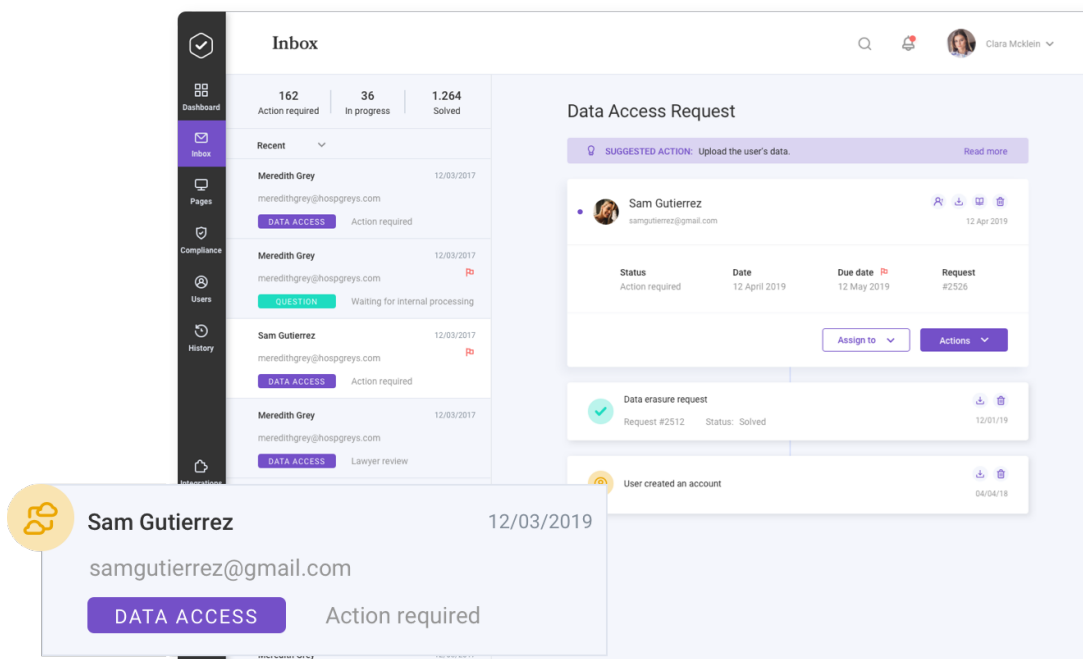 Inbox
Clara Mcklein
Dashboard
Inbox
Pages
Compliance
Users
History
Integrations
162 36 1.264
Action required In progress Solved
Recent
Meredith Grey 12/03/2017
meredithgrey@hospgreys.com
DATA ACCESS Action required
Meredith Grey 12/03/2017
meredithgrey@hospgreys.com
QUESTION Waiting for internal processing
Sam Gutierrez 12/03/2017
meredithgrey@hospgreys.com
DATA ACCESS Action required
Meredith Grey 12/03/2017
meredithgrey@hospgreys.com
DATA ACCESS Lawyer review
Data Access Request
SUGGESTED ACTION: Upload the user's data. Read more
Sam Gutierrez
samgutierrez@gmail.com 12 Apr 2019
Status Date Due date Request
Action required 12 April 2019 12 May 2019 #2526
Assign to Actions
Data erasure request
Request #2512 Status: Solved 12/01/19
User created an account
04/04/18
Sam Gutierrez 12/03/2019
samgutierrez@gmail.com
DATA ACCESS Action required